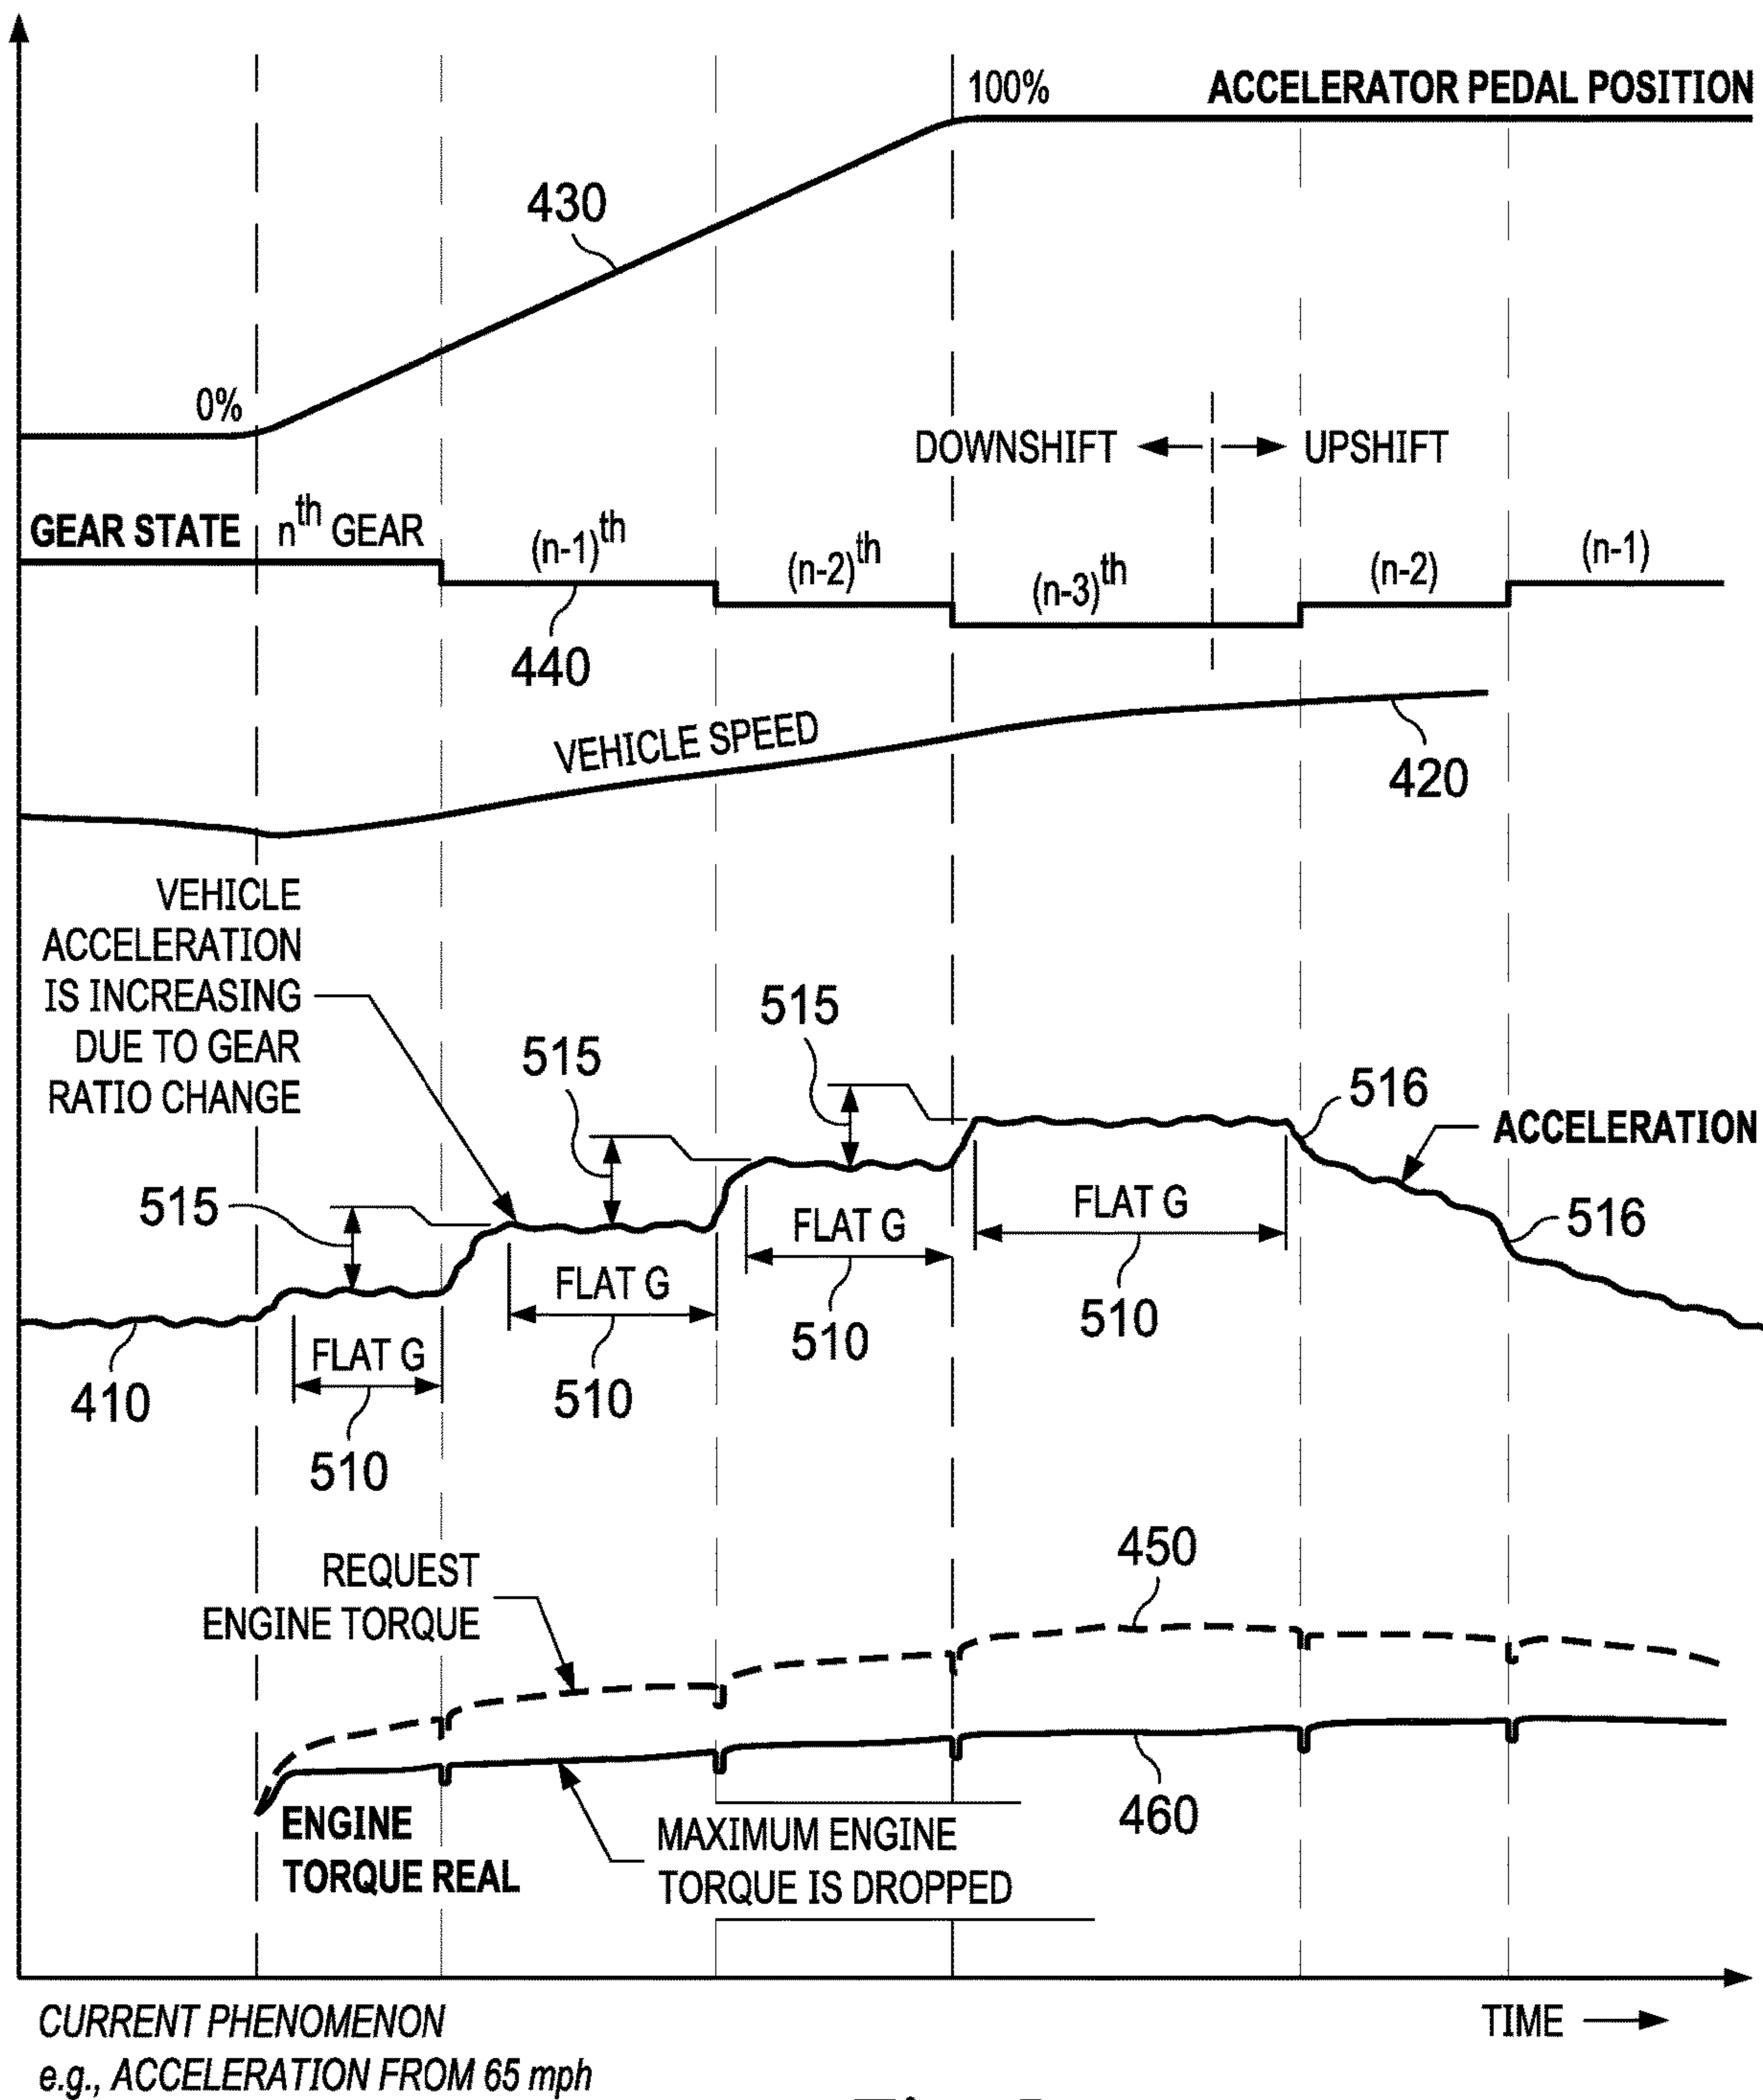 100%
ACCELERATOR PEDAL POSITION
430
0%
DOWNSHIFT
UPSHIFT
GEAR STATE
nth GEAR
(n-1)th
(n-2)th
(n-3)th
(n-2)
(n-1)
440
VEHICLE SPEED
420
VEHICLE
ACCELERATION
IS INCREASING
DUE TO GEAR
RATIO CHANGE
515
515
515
516
ACCELERATION
516
FLAT G
FLAT G
FLAT G
FLAT G
410
510
510
510
510
REQUEST
ENGINE TORQUE
450
ENGINE
TORQUE REAL
MAXIMUM ENGINE
TORQUE IS DROPPED
460
CURRENT PHENOMENON
e.g., ACCELERATION FROM 65 mph
TIME